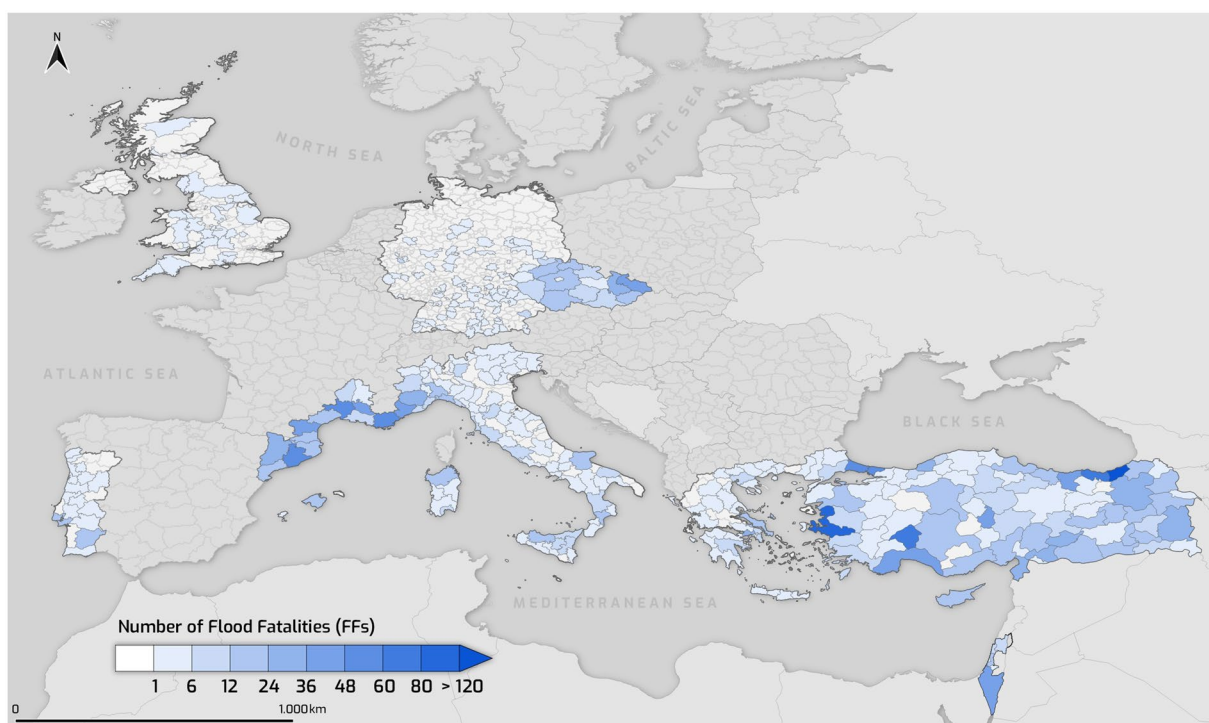 N
NORTH SEA
BALTIC SEA
ATLANTIC SEA
BLACK SEA
MEDITERRANEAN SEA
Number of Flood Fatalities (FFs)
1 6 12 24 36 48 60 80 > 120
0 1.000 km